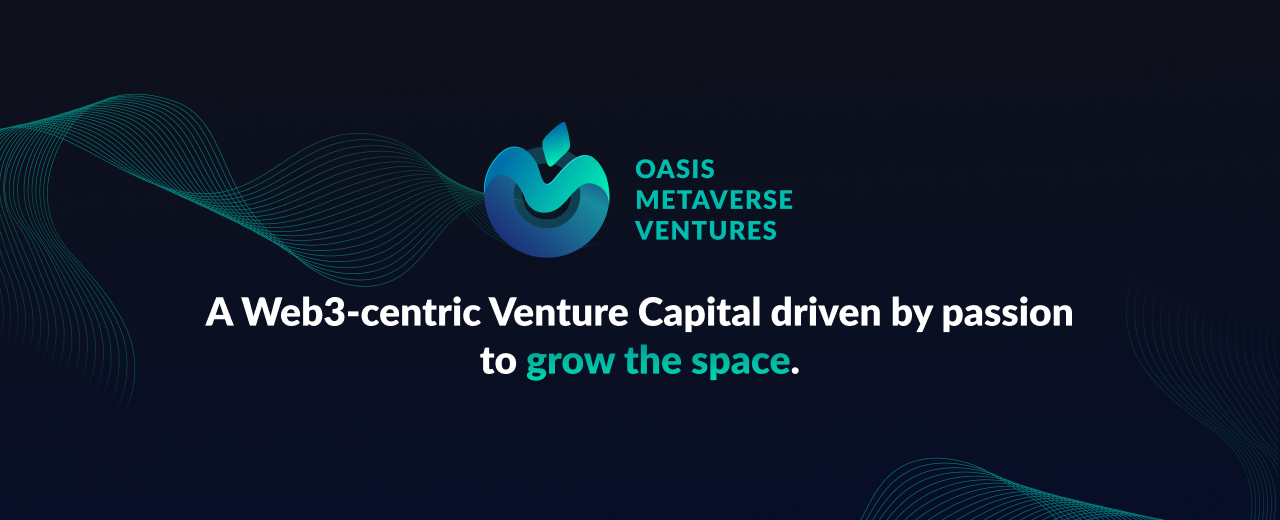 OASIS
METAVERSE
VENTURES
A Web3-centric Venture Capital driven by passion
to grow the space.